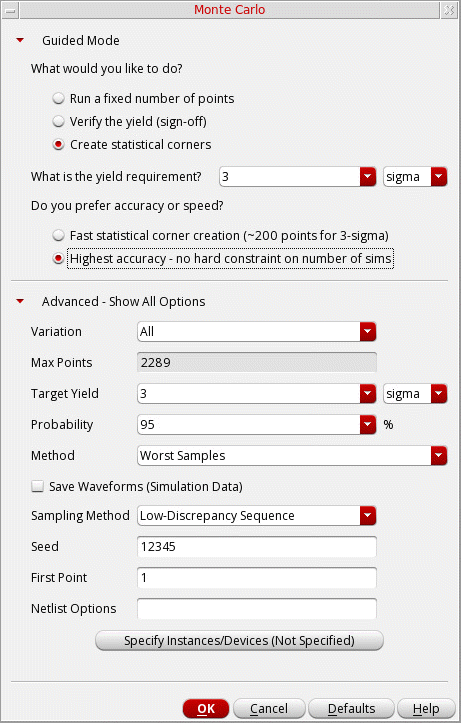 Monte Carlo
Guided Mode
What would you like to do?
Run a fixed number of points
Verify the yield (sign-off)
Create statistical corners
What is the yield requirement? 3 sigma
Do you prefer accuracy or speed?
Fast statistical corner creation (~200 points for 3-sigma)
Highest accuracy - no hard constraint on number of sims
Advanced - Show All Options
Variation All
Max Points 2289
Target Yield 3 sigma
Probability 95 %
Method Worst Samples
Save Waveforms (Simulation Data)
Sampling Method Low-Discrepancy Sequence
Seed 12345
First Point 1
Netlist Options
Specify Instances/Devices (Not Specified)
OK Cancel Defaults Help